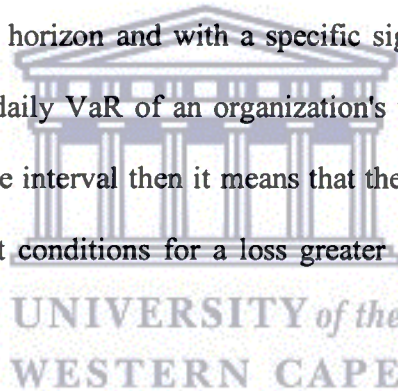 horizon and with a specific sig
daily VaR of an organization's
e interval then it means that the
t conditions for a loss greater
UNIVERSITY of the
WESTERN CAPE